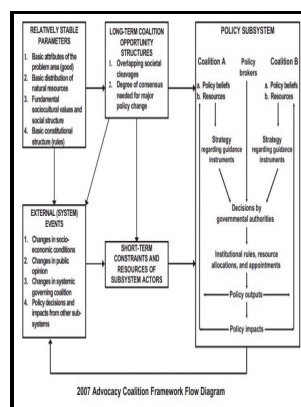 RELATIVELY STABLE
PARAMETERS
1. Basic attributes of the
problem area (good)
2. Basic distribution of
natural resources
3. Fundamental
sociocultural values and
social structure
4. Basic constitutional
structure (rules)
LONG-TERM COALITION
OPPORTUNITY
STRUCTURES
1. Overlapping societal
cleavages
2. Degree of consensus
needed for major
policy change
POLICY SUBSYSTEM
Coalition A
a. Policy beliefs
b. Resources
Policy
brokers
Coalition B
a. Policy beliefs
b. Resources
Strategy
regarding guidance
instruments
Strategy
regarding guidance
instruments
Decisions by
governmental authorities
Institutional rules, resource
allocations, and appointments
Policy outputs
Policy impacts
EXTERNAL (SYSTEM)
EVENTS
1. Changes in socio-
economic conditions
2. Changes in public
opinion
3. Changes in systemic
governing coalition
4. Policy decisions and
impacts from other sub-
systems
SHORT-TERM
CONSTRAINTS AND
RESOURCES OF
SUBSYSTEM ACTORS
2007 Advocacy Coalition Framework Flow Diagram